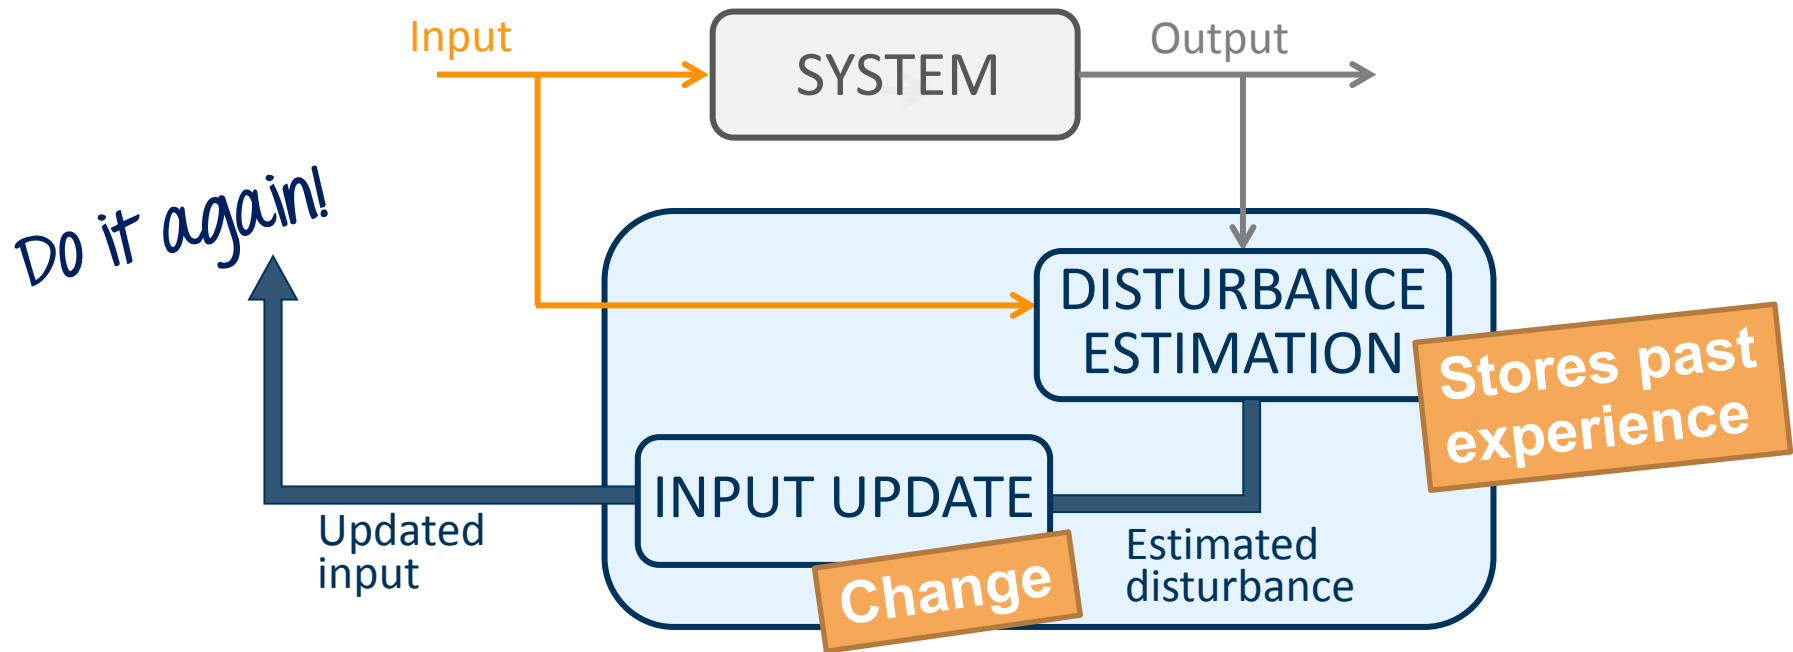 Input
SYSTEM
Output
Do it again!
DISTURBANCE
ESTIMATION
Stores past
experience
INPUT UPDATE
Updated
input
Change
Estimated
disturbance